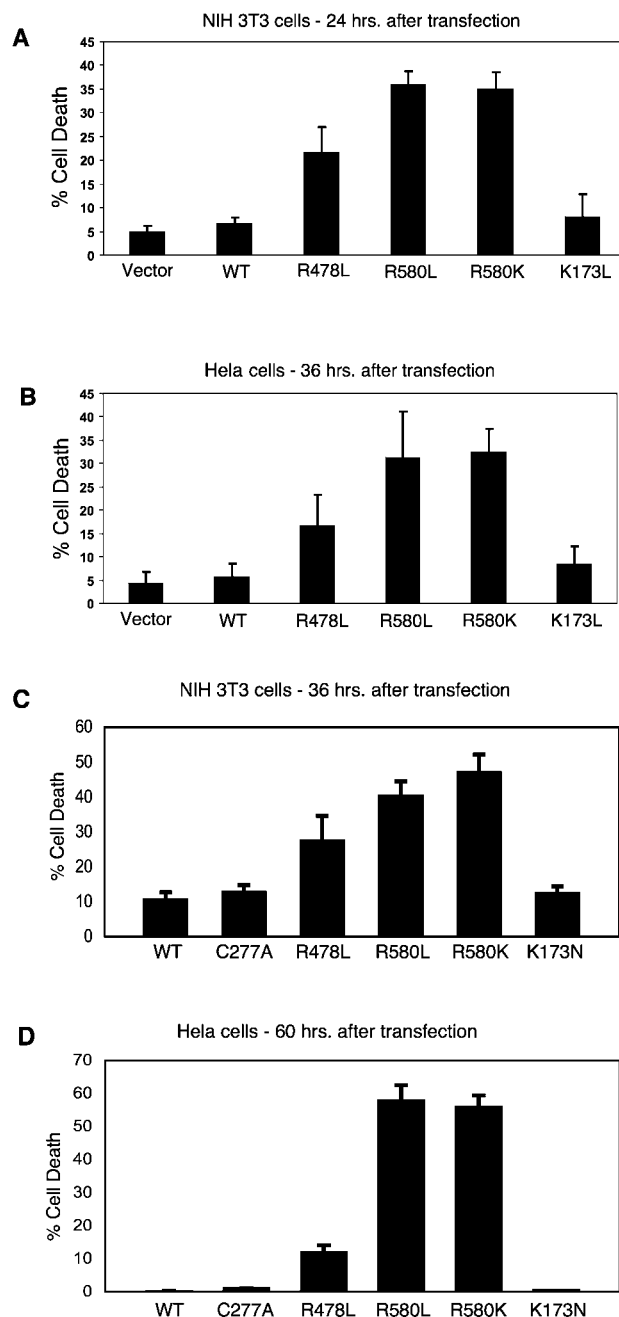 A
NIH 3T3 cells - 24 hrs. after transfection
% Cell Death
45
40
35
30
25
20
15
10
5
0
Vector WT R478L R580L R580K K173L
B
Hela cells - 36 hrs. after transfection
% Cell Death
45
40
35
30
25
20
15
10
5
0
Vector WT R478L R580L R580K K173L
C
NIH 3T3 cells - 36 hrs. after transfection
% Cell Death
60
50
40
30
20
10
0
WT C277A R478L R580L R580K K173N
D
Hela cells - 60 hrs. after transfection
% Cell Death
70
60
50
40
30
20
10
0
WT C277A R478L R580L R580K K173N